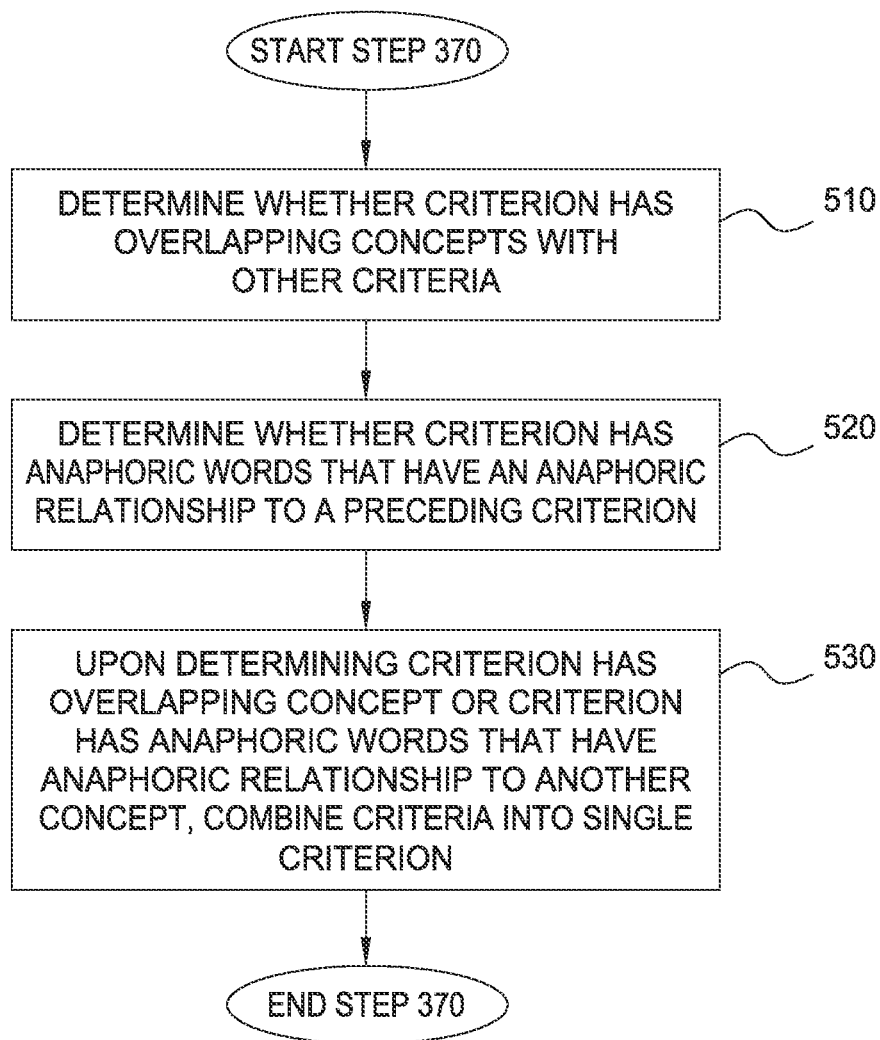 START STEP 370
DETERMINE WHETHER CRITERION HAS
OVERLAPPING CONCEPTS WITH
OTHER CRITERIA
510
DETERMINE WHETHER CRITERION HAS
ANAPHORIC WORDS THAT HAVE AN ANAPHORIC
RELATIONSHIP TO A PRECEDING CRITERION
520
UPON DETERMINING CRITERION HAS
OVERLAPPING CONCEPT OR CRITERION
HAS ANAPHORIC WORDS THAT HAVE
ANAPHORIC RELATIONSHIP TO ANOTHER
CONCEPT, COMBINE CRITERIA INTO SINGLE
CRITERION
530
END STEP 370